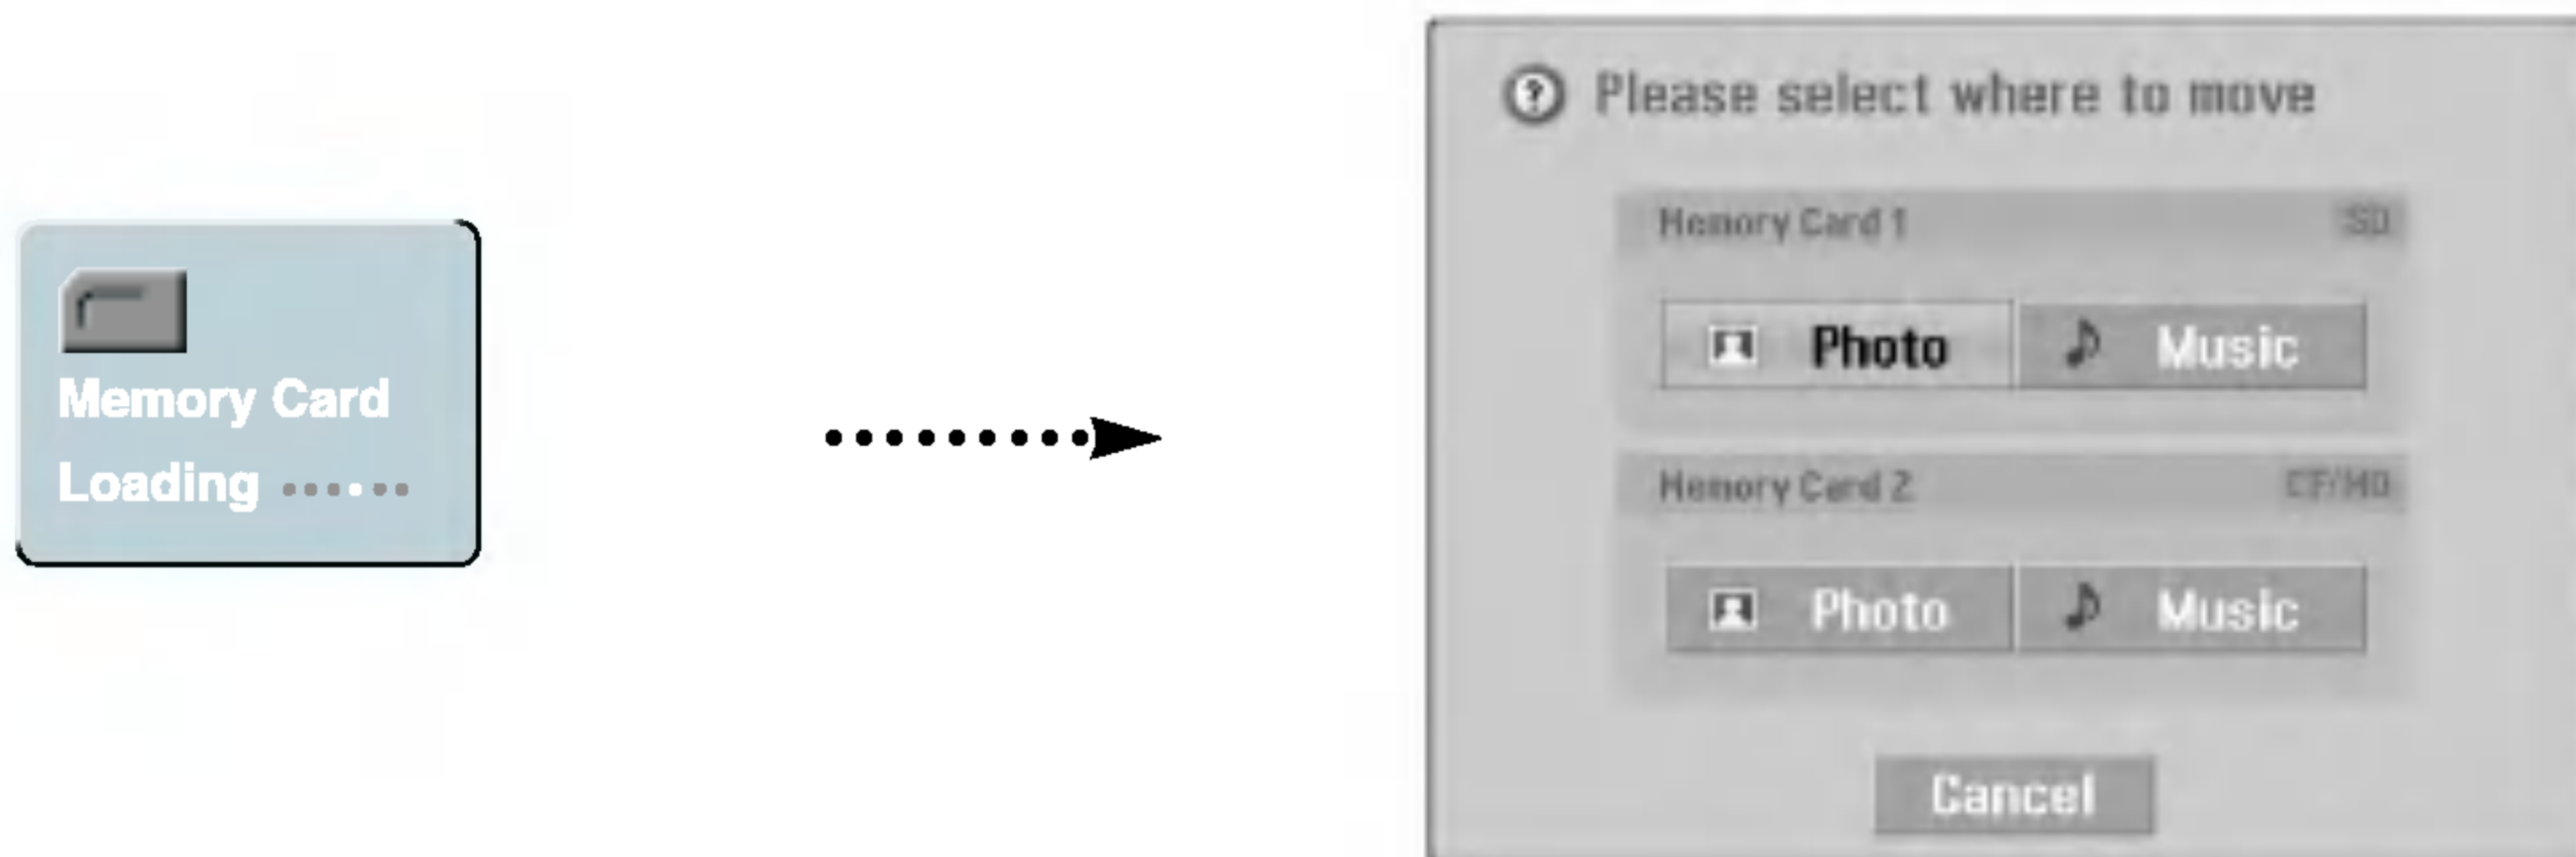 Memory Card
Loading
? Please select where to move
Memory Card 1 SD
Photo Music
Memory Card 2 CF/MD
Photo Music
Cancel